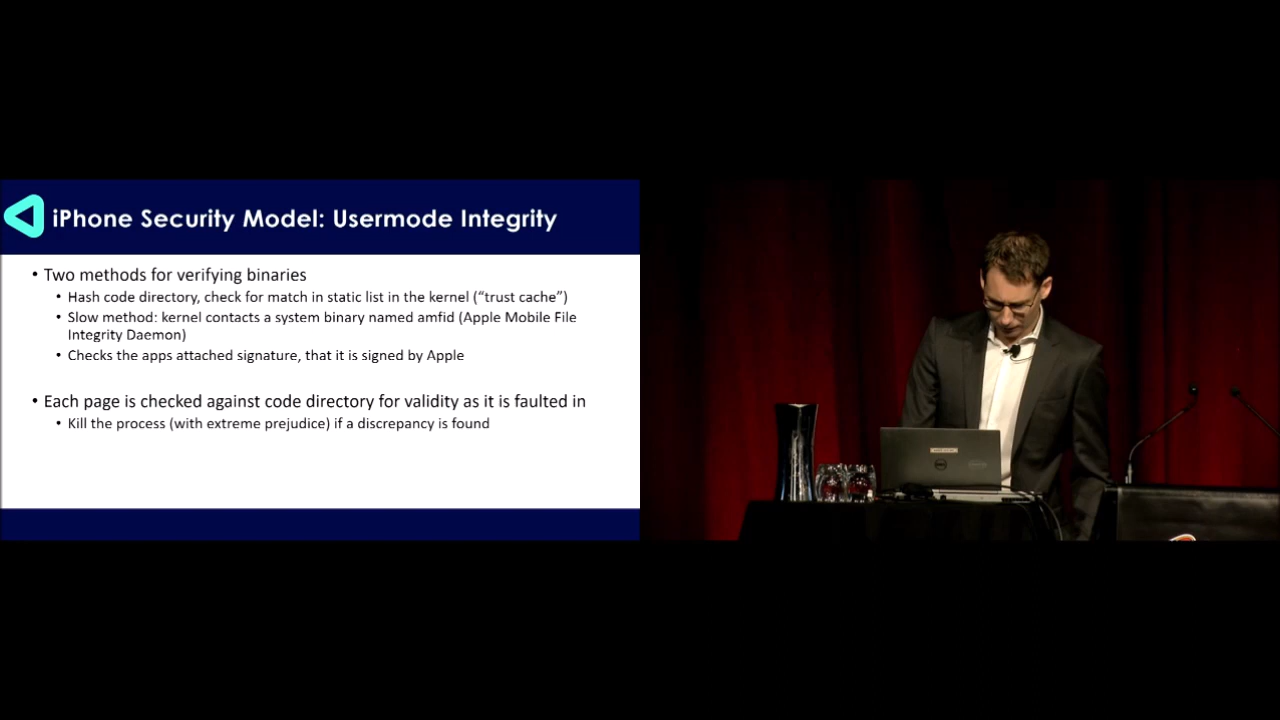 iPhone Security Model: Usermode Integrity
• Two methods for verifying binaries
• Hash code directory, check for match in static list in the kernel (“trust cache”)
• Slow method: kernel contacts a system binary named amfid (Apple Mobile File
Integrity Daemon)
• Checks the apps attached signature, that it is signed by Apple
• Each page is checked against code directory for validity as it is faulted in
• Kill the process (with extreme prejudice) if a discrepancy is found